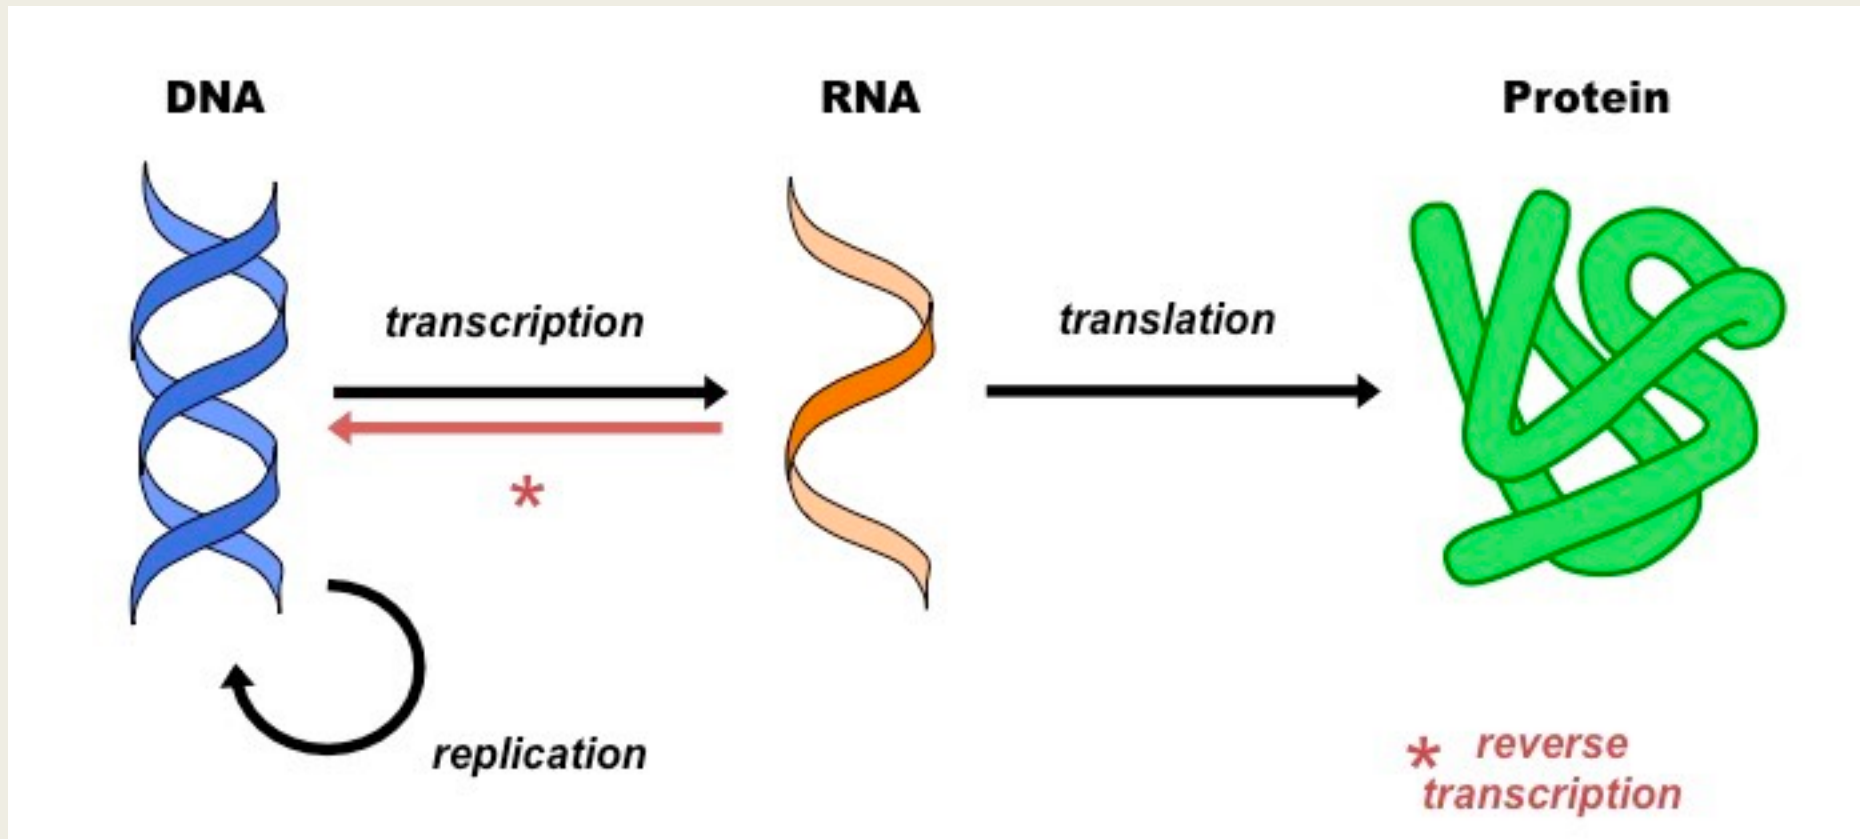 DNA
RNA
Protein
transcription
translation
*
replication
* reverse
transcription